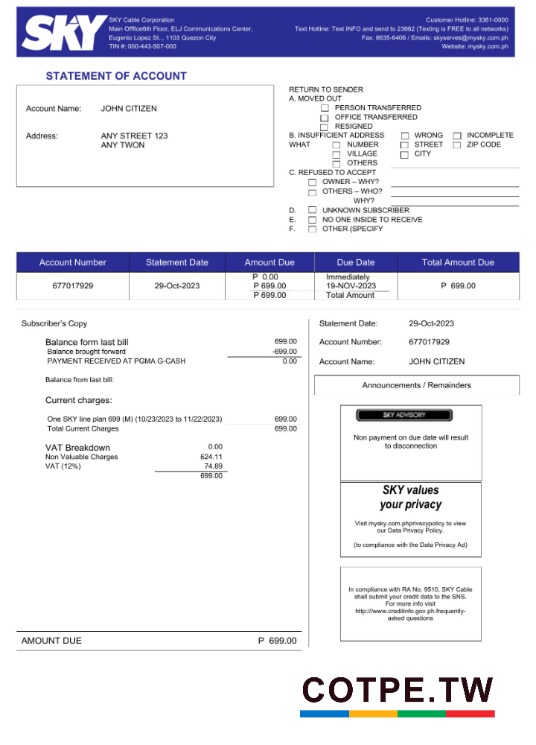 SKY
SKY Cable Corporation
Main Officeб9th Floor, ELJ Communications Center,
Eugenio Lopez St., 1103 Quezon City
TIN #: 000-443-507-000
Customer Hotline: 3381-0000
Text Hotline: Text INFO and send to 23662 (Texting is FREE to all networks)
Fax: 8635-6406 / Emails: skyserves@mysky.com.ph
Website: mysky.com.ph
STATEMENT OF ACCOUNT
Account Name: JOHN CITIZEN
Address: ANY STREET 123
ANY TWON
RETURN TO SENDER
A. MOVED OUT
PERSON TRANSFERRED
OFFICE TRANSFERRED
RESIGNED
B. INSUFFICIENT ADDRESS WRONG INCOMPLETE
WHAT NUMBER STREET ZIP CODE
VILLAGE CITY
OTHERS
C. REFUSED TO ACCEPT
OWNER – WHY?
OTHERS – WHO?
WHY?
D. UNKNOWN SUBSCRIBER
E. NO ONE INSIDE TO RECEIVE
F. OTHER (SPECIFY
Account Number Statement Date Amount Due Due Date Total Amount Due
P 0.00 Immediately
677017929 29-Oct-2023 P 699.00 19-NOV-2023 P 699.00
P 699.00 Total Amount
Subscriber's Copy
Balance form last bill 699.00
Balance brought forward -699.00
PAYMENT RECEIVED AT PGMA G-CASH 0.00
Balance from last bill:
Current charges:
One SKY line plan 699 (M) (10/23/2023 to 11/22/2023) 699.00
Total Current Charges 699.00
VAT Breakdown 0.00
Non Valuable Charges 624.11
VAT (12%) 74.89
699.00
AMOUNT DUE P 699.00
Statement Date: 29-Oct-2023
Account Number: 677017929
Account Name: JOHN CITIZEN
Announcements / Remainders
SKY ADVISORY
Non payment on due date will result
to disconnection
SKY values
your privacy
Visit mysky.com.phprivscypolicy to view
our Data Privacy Policy.
(to compliance with the Data Privacy Ad)
In compliance with RA No. 9510, SKY Cable
shall submit your credit data to the SNS.
For more info visit
http://www.creditinfo.gov.ph.frequently-
asked questions
COTPE.TW